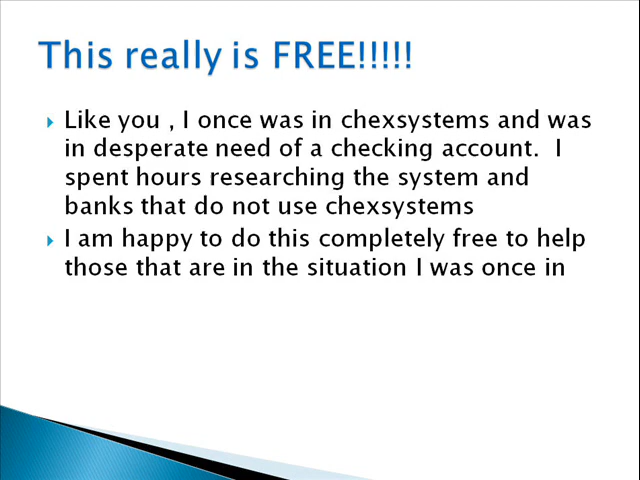 This really is FREE!!!!!
Like you , I once was in chexsystems and was
in desperate need of a checking account.  I
spent hours researching the system and
banks that do not use chexsystems
I am happy to do this completely free to help
those that are in the situation I was once in